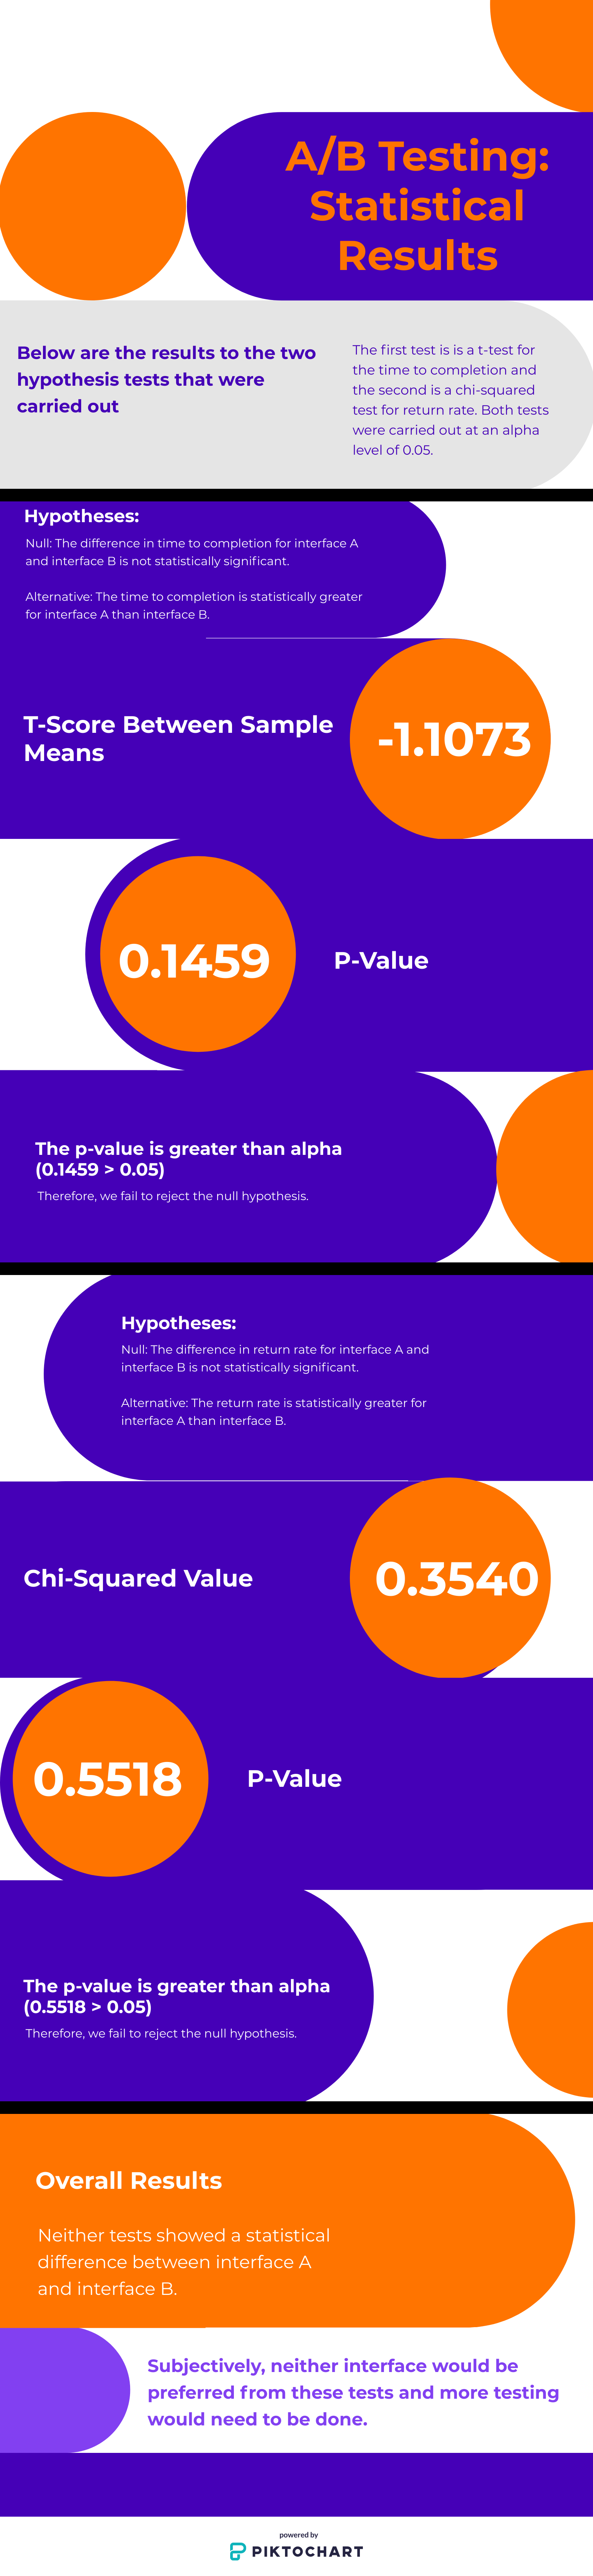 A/B Testing:
Statistical
Results
Below are the results to the two
hypothesis tests that were
carried out
The first test is is a t-test for
the time to completion and
the second is a chi-squared
test for return rate. Both tests
were carried out at an alpha
level of 0.05.
Hypotheses:
Null: The difference in time to completion for interface A
and interface B is not statistically significant.
Alternative: The time to completion is statistically greater
for interface A than interface B.
T-Score Between Sample
Means
-1.1073
0.1459
P-Value
The p-value is greater than alpha
(0.1459 > 0.05)
Therefore, we fail to reject the null hypothesis.
Hypotheses:
Null: The difference in return rate for interface A and
interface B is not statistically significant.
Alternative: The return rate is statistically greater for
interface A than interface B.
Chi-Squared Value
0.3540
0.5518
P-Value
The p-value is greater than alpha
(0.5518 > 0.05)
Therefore, we fail to reject the null hypothesis.
Overall Results
Neither tests showed a statistical
difference between interface A
and interface B.
Subjectively, neither interface would be
preferred from these tests and more testing
would need to be done.
powered by
PIKTOCHART